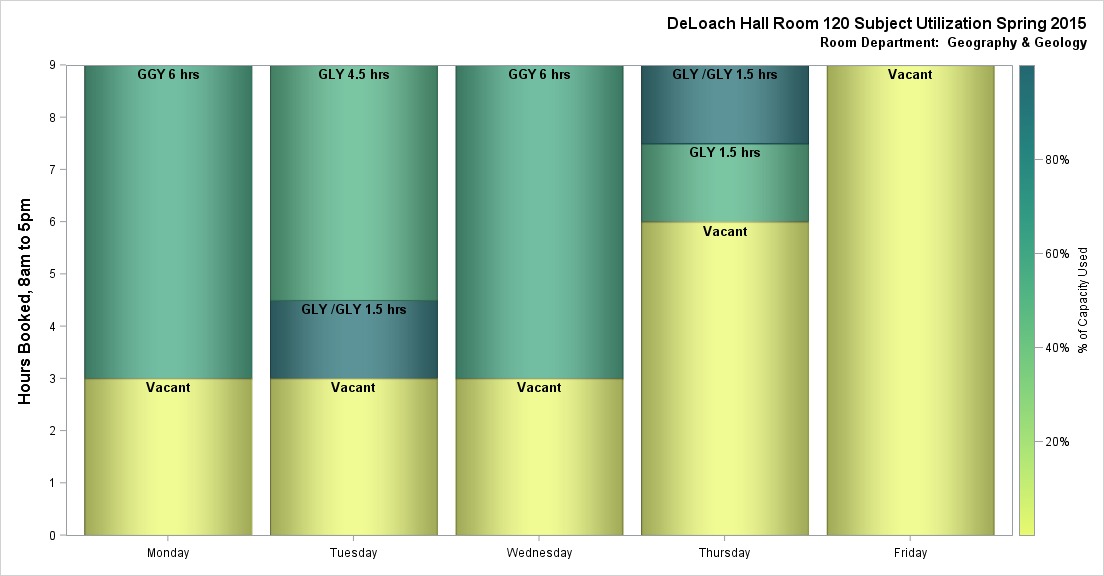 DeLoach Hall Room 120 Subject Utilization Spring 2015
Room Department:  Geography & Geology
Hours Booked, 8am to 5pm
9
8
7
6
5
4
3
2
1
0
GGY 6 hrs
Vacant
GLY 4.5 hrs
GLY /GLY 1.5 hrs
Vacant
GGY 6 hrs
Vacant
GLY /GLY 1.5 hrs
GLY 1.5 hrs
Vacant
Vacant
Monday
Tuesday
Wednesday
Thursday
Friday
80%
60%
40%
20%
% of Capacity Used